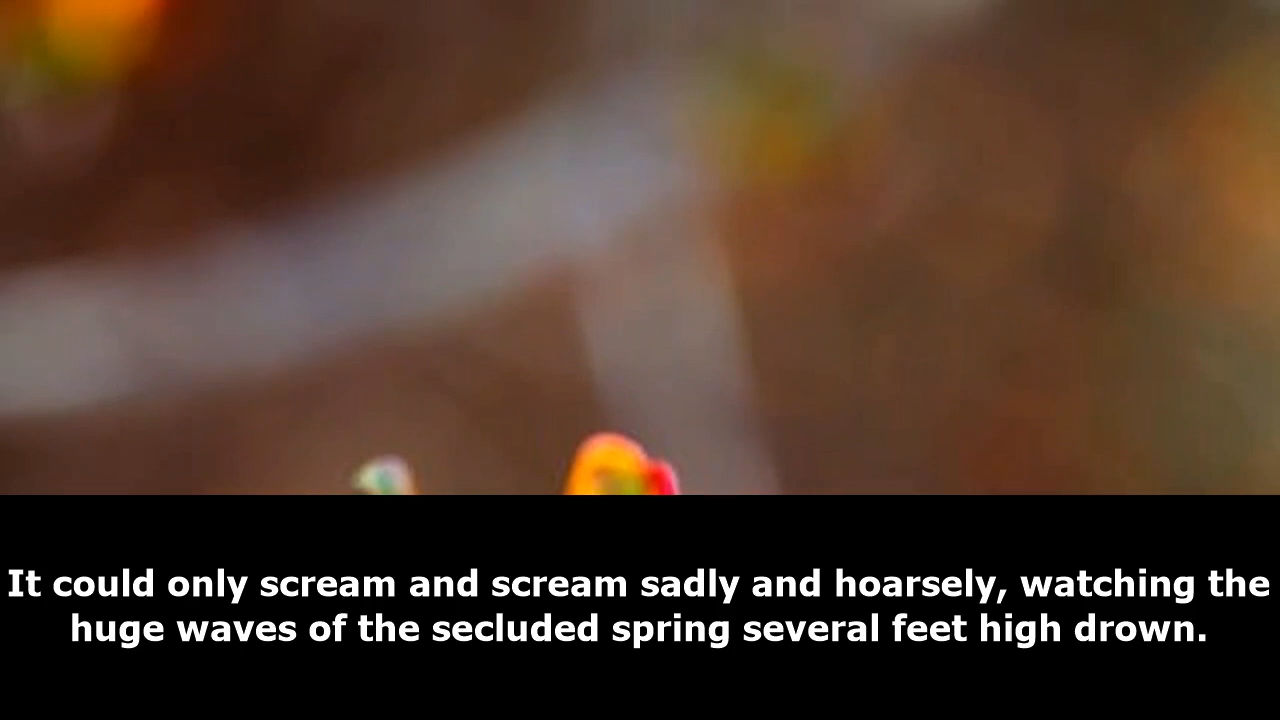 It could only scream and scream sadly and hoarsely, watching the
huge waves of the secluded spring several feet high drown.